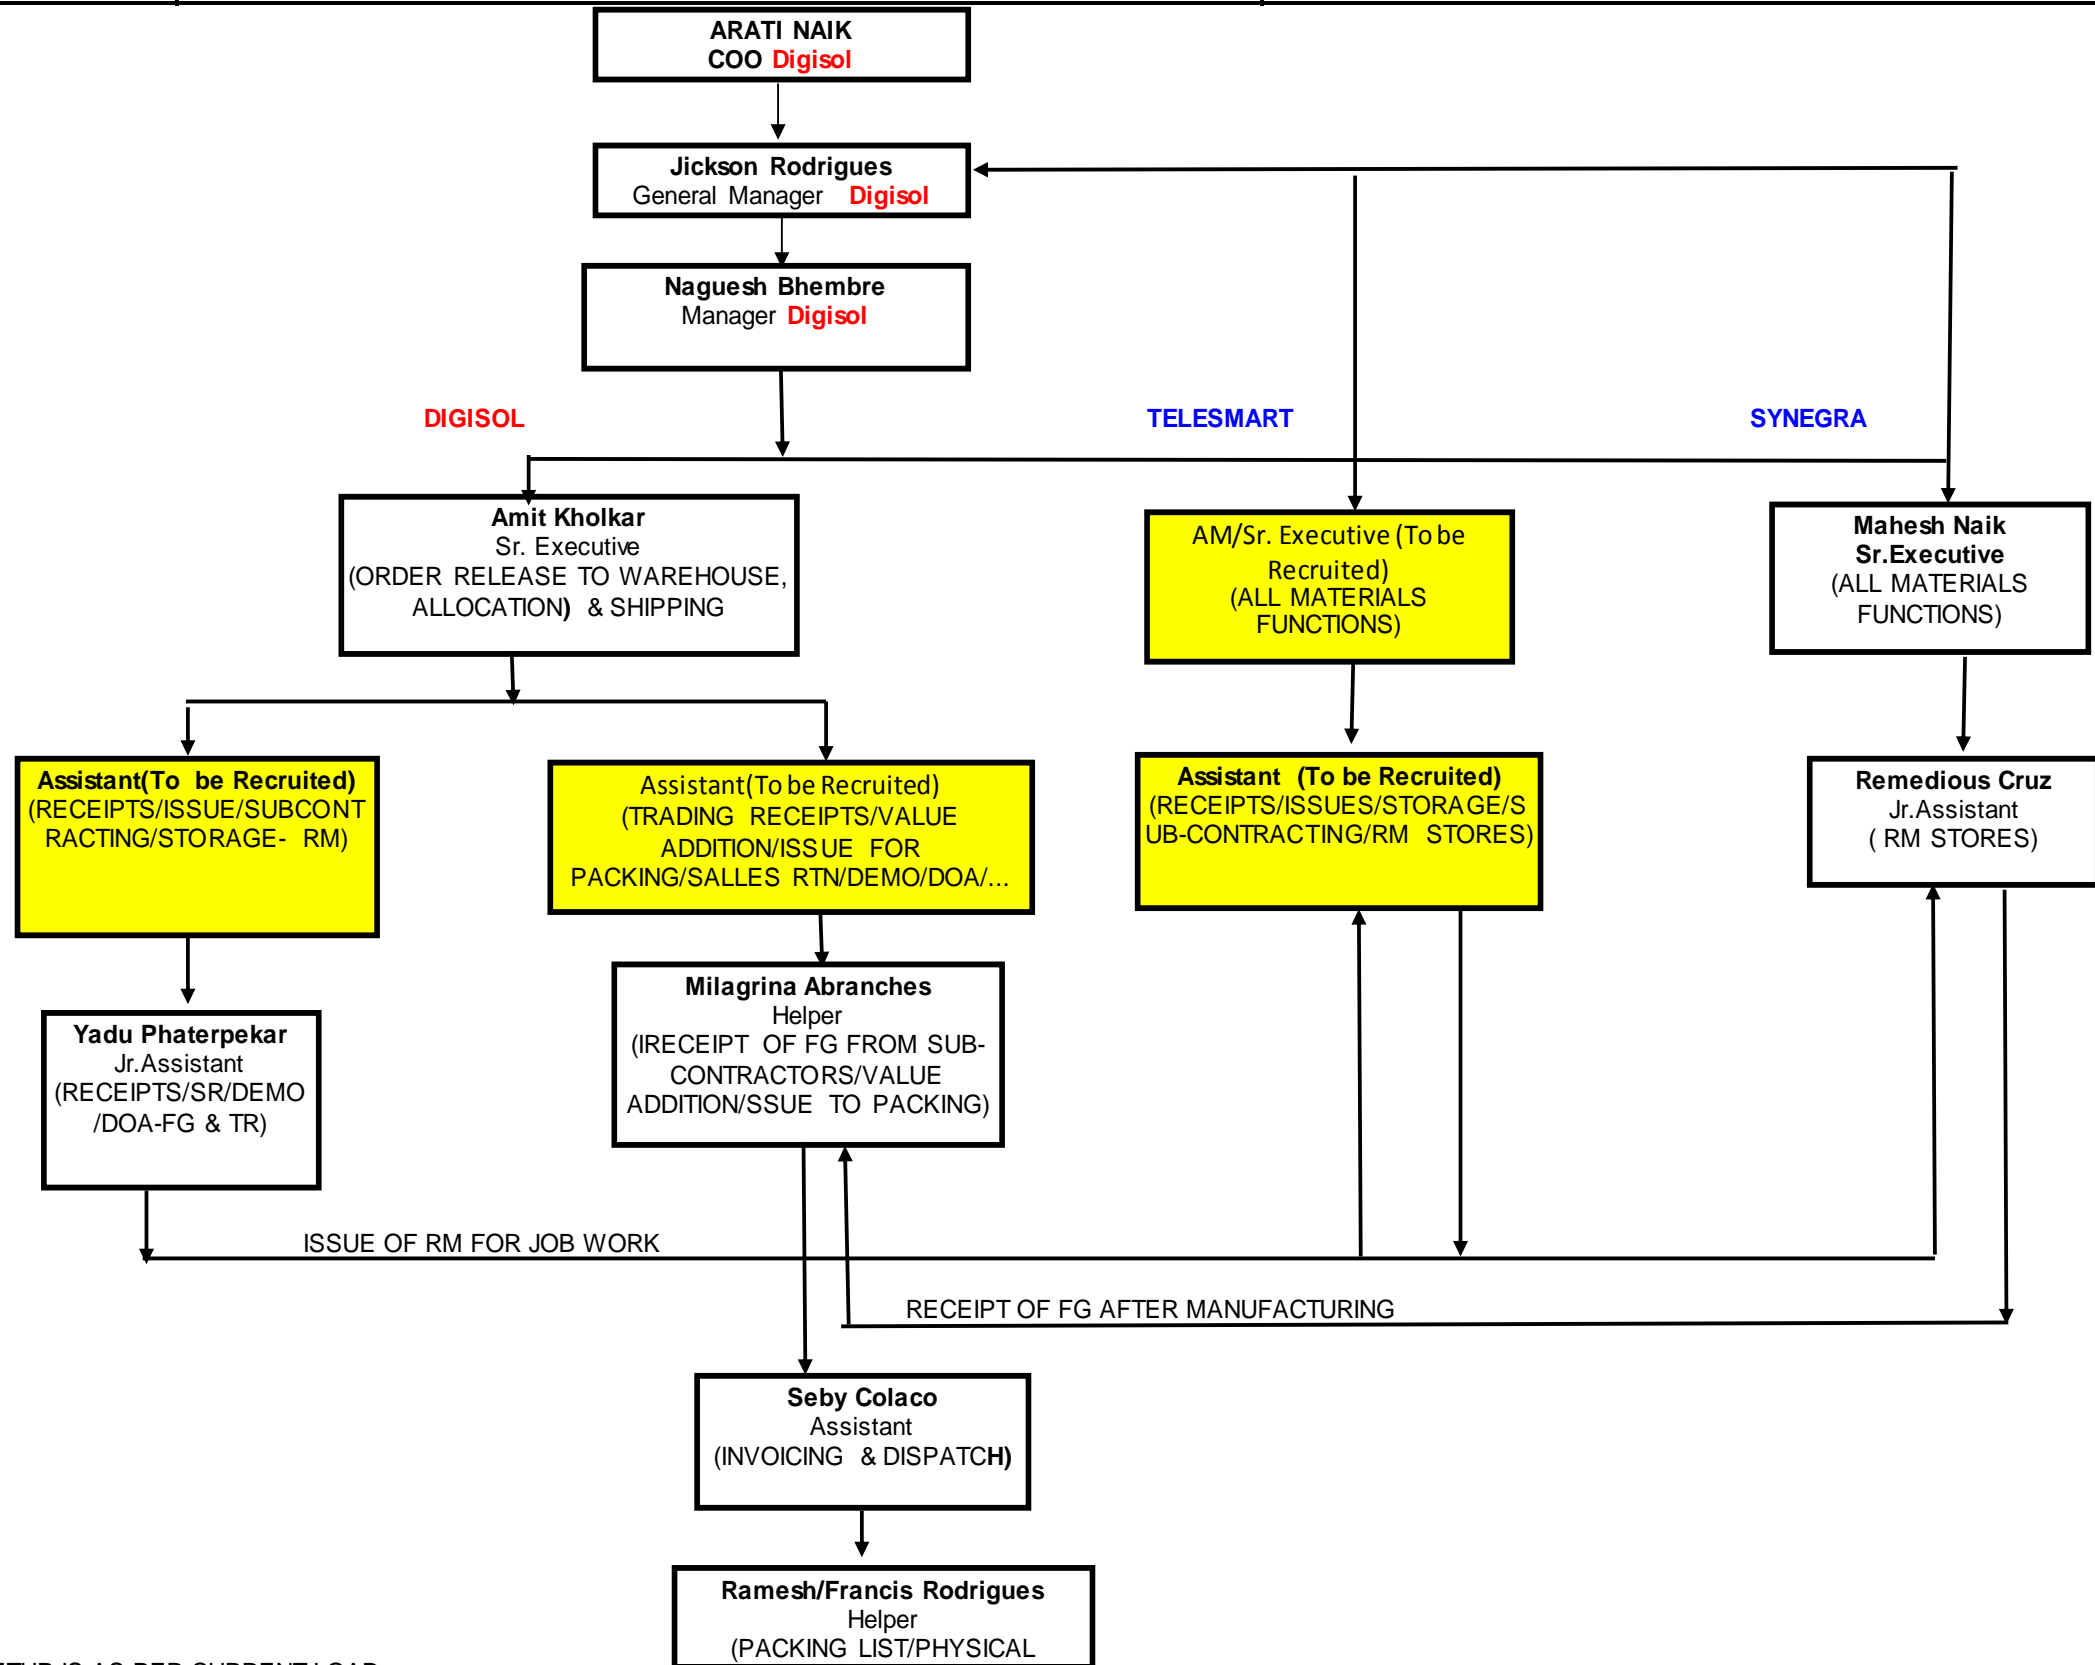 ARATI NAIK
COO Digisol
Jickson Rodrigues
General Manager Digisol
Naguesh Bhembre
Manager Digisol
DIGISOL
TELESMART
SYNEGRA
Amit Kholkar
Sr. Executive
(ORDER RELEASE TO WAREHOUSE,
ALLOCATION) & SHIPPING
AM/Sr. Executive (To be
Recruited)
(ALL MATERIALS
FUNCTIONS)
Mahesh Naik
Sr.Executive
(ALL MATERIALS
FUNCTIONS)
Assistant(To be Recruited)
(RECEIPTS/ISSUE/SUBCONT
RACTING/STORAGE- RM)
Assistant(To be Recruited)
(TRADING RECEIPTS/VALUE
ADDITION/ISSUE FOR
PACKING/SALLES RTN/DEMO/DOA/...
Assistant (To be Recruited)
(RECEIPTS/ISSUES/STORAGE/S
UB-CONTRACTING/RM STORES)
Remedious Cruz
Jr.Assistant
( RM STORES)
Yadu Phaterpekar
Jr.Assistant
(RECEIPTS/SR/DEMO
/DOA-FG & TR)
Milagrina Abranches
Helper
(IRECEIPT OF FG FROM SUB-
CONTRACTORS/VALUE
ADDITION/SSUE TO PACKING)
ISSUE OF RM FOR JOB WORK
RECEIPT OF FG AFTER MANUFACTURING
Seby Colaco
Assistant
(INVOICING & DISPATCH)
Ramesh/Francis Rodrigues
Helper
(PACKING LIST/PHYSICAL
IS AS PER CURRENT LOAD